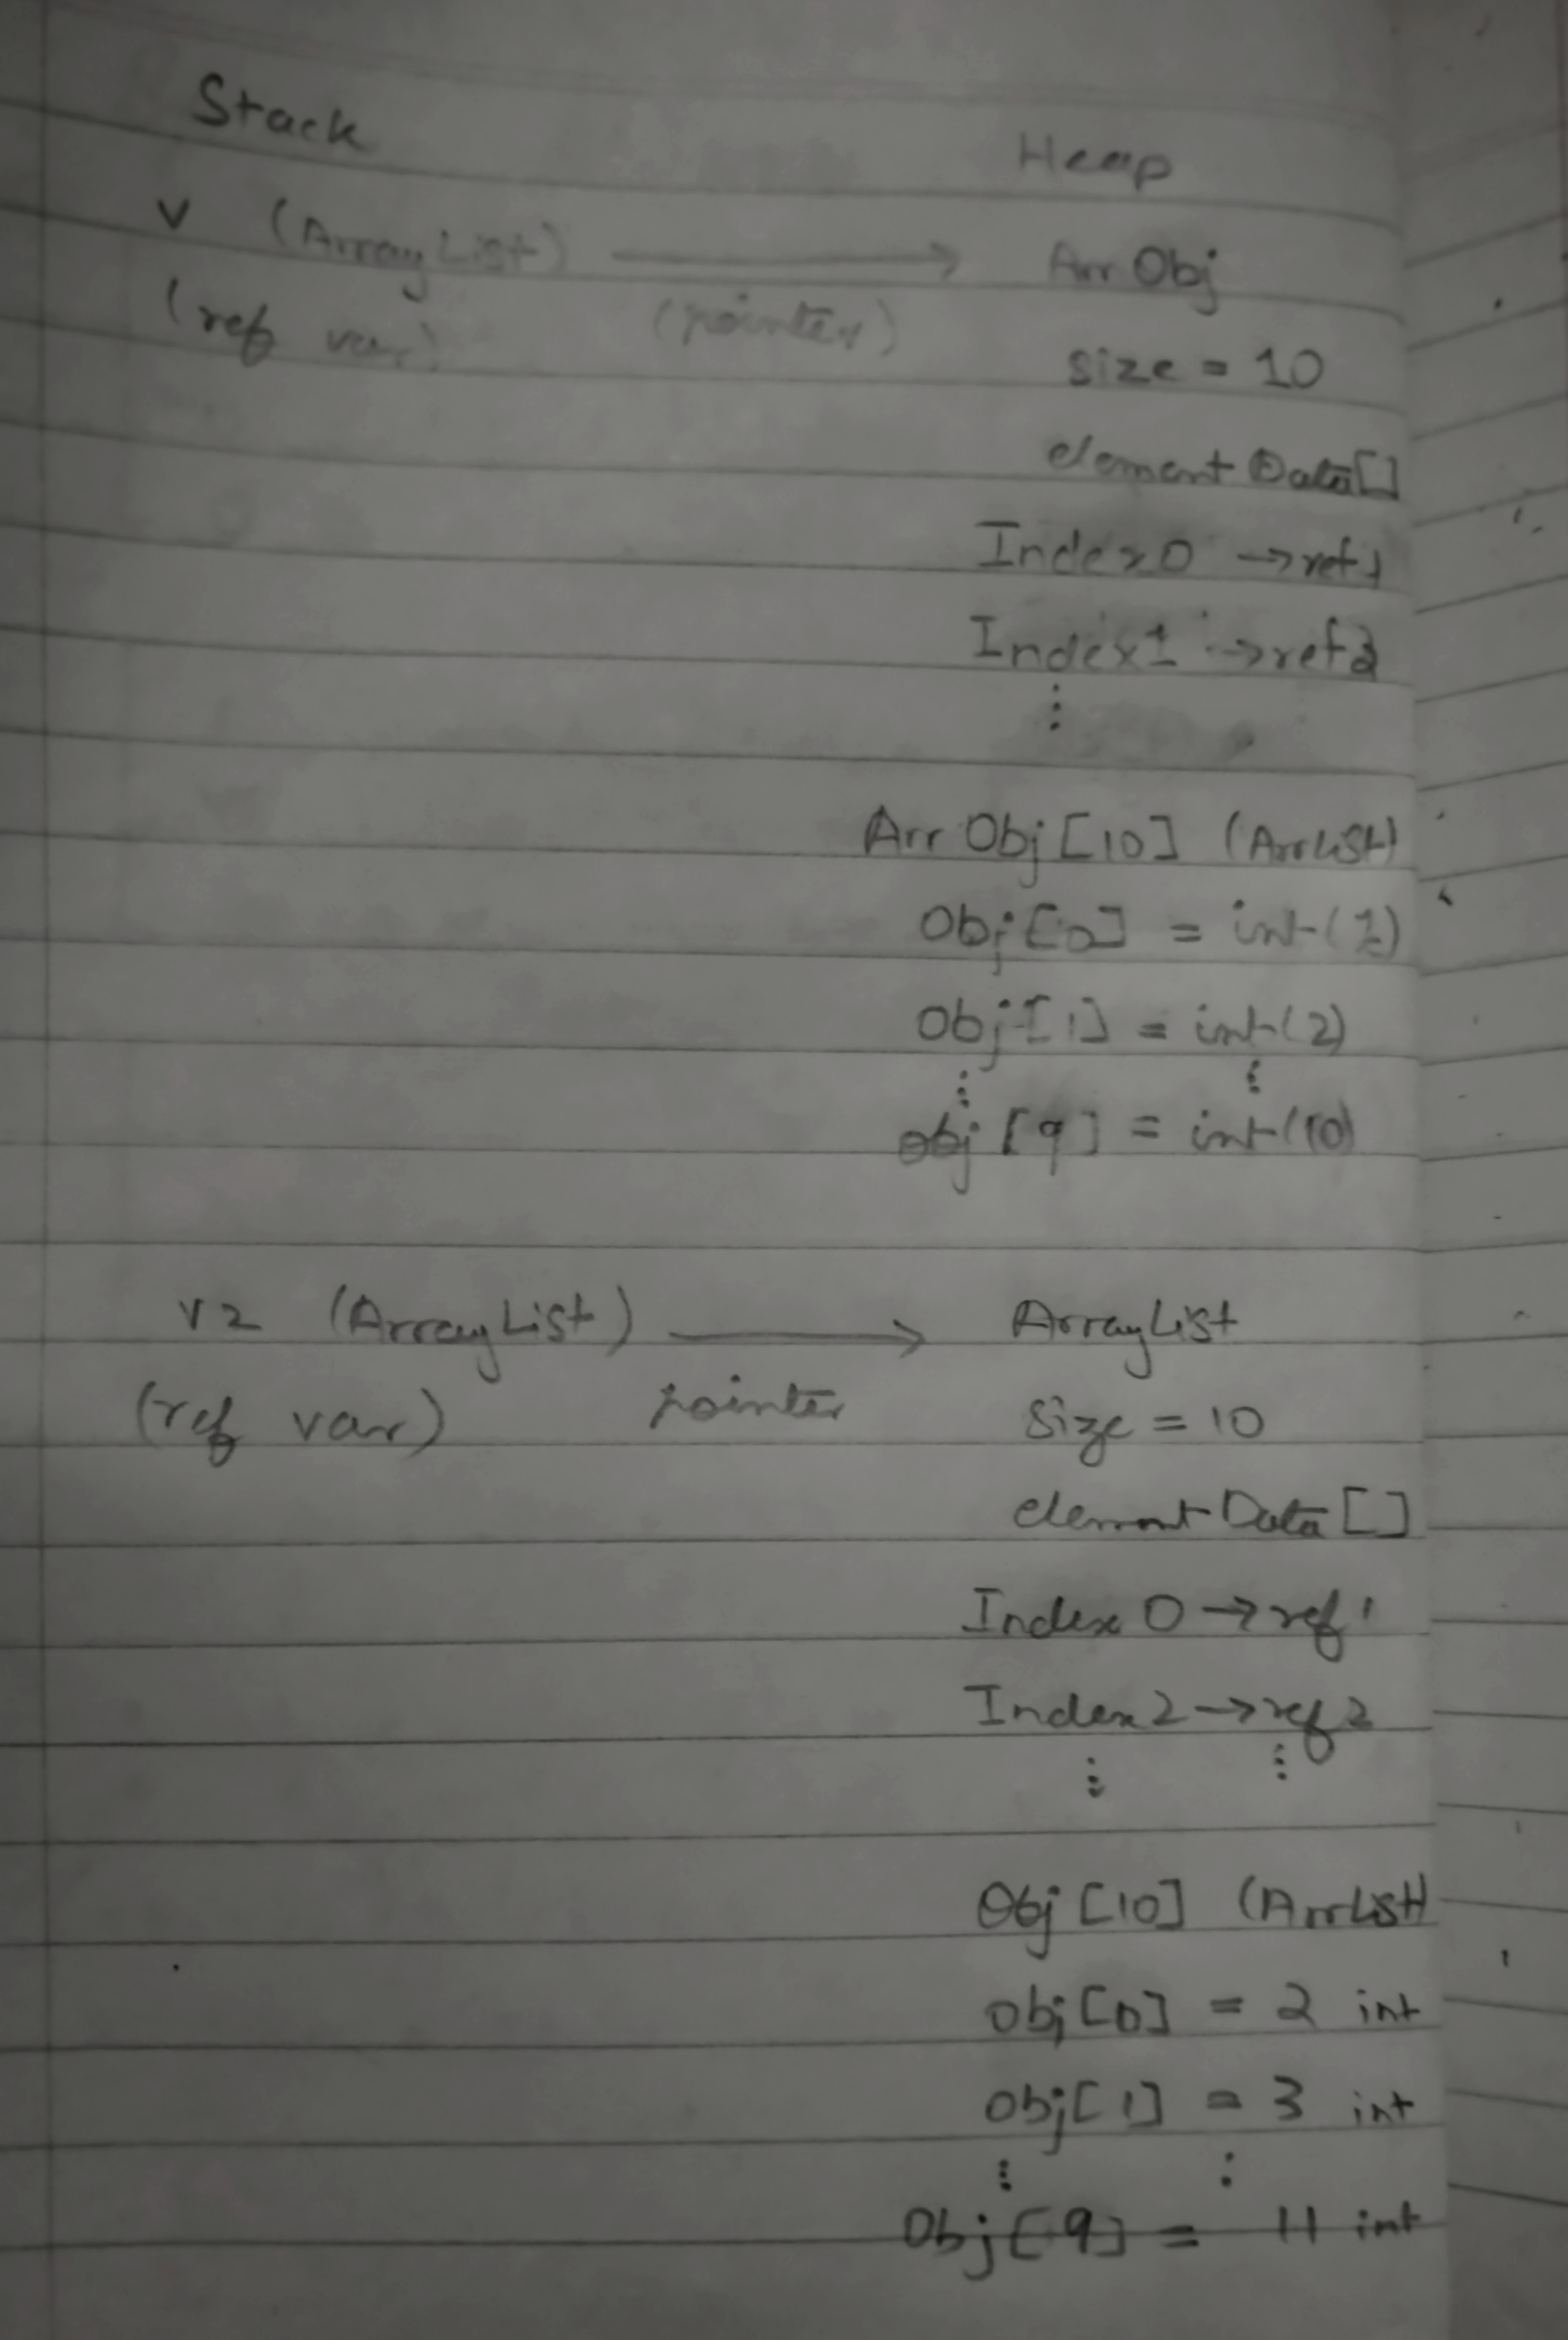 Stack Heap
v (ArrayList) → Arr Obj
(ref var) (pointer)
size = 10
elementData[]
Index0 → ref1
Index1 → ref2
⋮
Arr Obj [10] (ArrList)
Obj[0] = int(1)
Obj[1] = int(2)
⋮ ⋮
obj [9] = int(10)
v2 (ArrayList) → ArrayList
(ref var) pointer size = 10
elementData []
Index 0 → ref 1
Index 2 → ref 2
⋮ ⋮
Obj [10] (ArrList)
obj[0] = 2 int
obj[1] = 3 int
⋮ ⋮
Obj[9] = 11 int